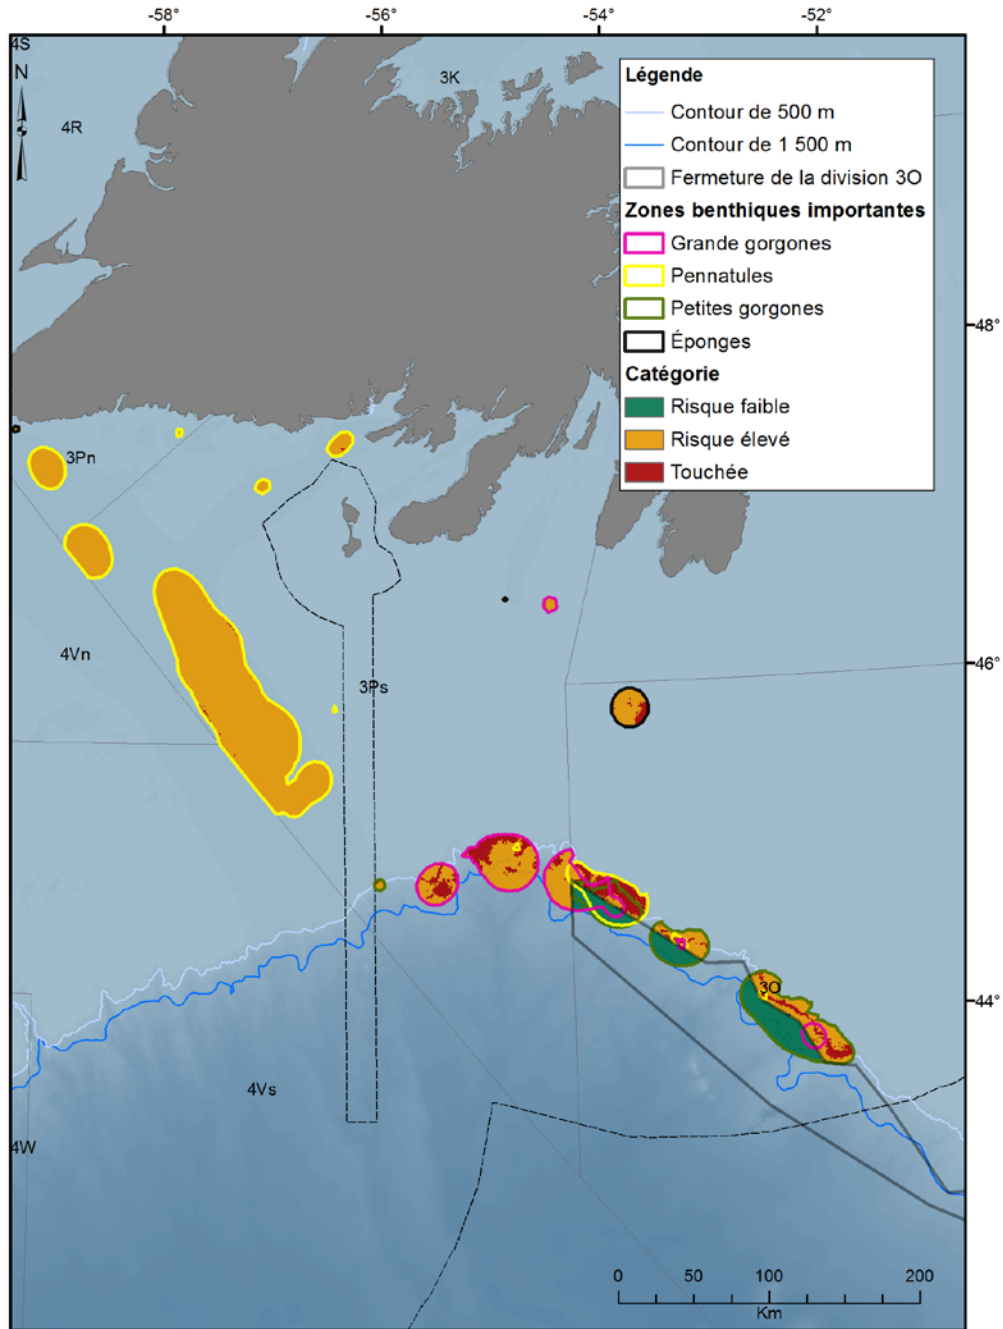 -58° -56° -54° -52°
4S
N
3K
4R
Légende
Contour de 500 m
Contour de 1 500 m
Fermeture de la division 3O
Zones benthiques importantes
Grande gorgones
Pennatules
Petites gorgones
Éponges
Catégorie
Risque faible
Risque élevé
Touchée
48°
3Pn
46°
4Vn
3Ps
3O
44°
4Vs
4W
0 50 100 200
Km